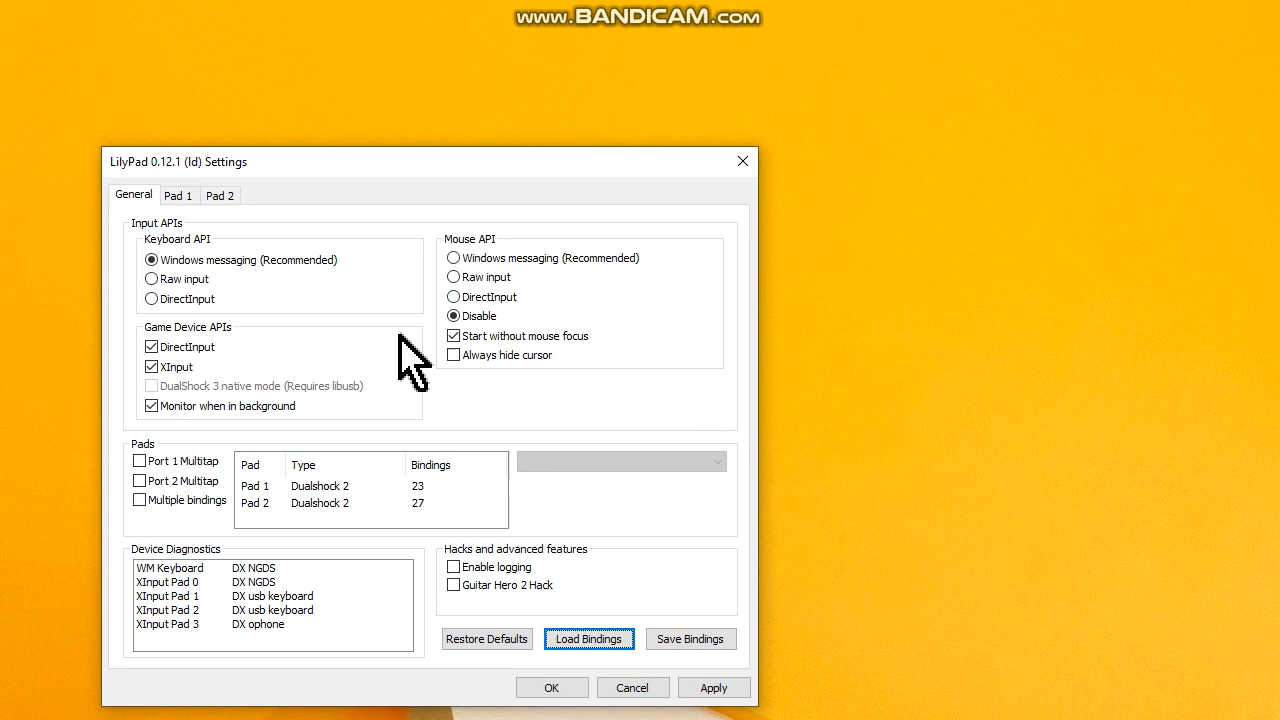 www.BANDICAM.com
LilyPad 0.12.1 (ld) Settings
General Pad 1 Pad 2
Input APIs
Keyboard API
Windows messaging (Recommended)
Raw input
DirectInput
Mouse API
Windows messaging (Recommended)
Raw input
DirectInput
Disable
Start without mouse focus
Always hide cursor
Game Device APIs
DirectInput
XInput
DualShock 3 native mode (Requires libusb)
Monitor when in background
Pads
Port 1 Multitap
Port 2 Multitap
Multiple bindings
Pad Type Bindings
Pad 1 Dualshock 2 23
Pad 2 Dualshock 2 27
Device Diagnostics
WM Keyboard DX NGDS
XInput Pad 0 DX NGDS
XInput Pad 1 DX usb keyboard
XInput Pad 2 DX usb keyboard
XInput Pad 3 DX ophone
Hacks and advanced features
Enable logging
Guitar Hero 2 Hack
Restore Defaults Load Bindings Save Bindings
OK Cancel Apply